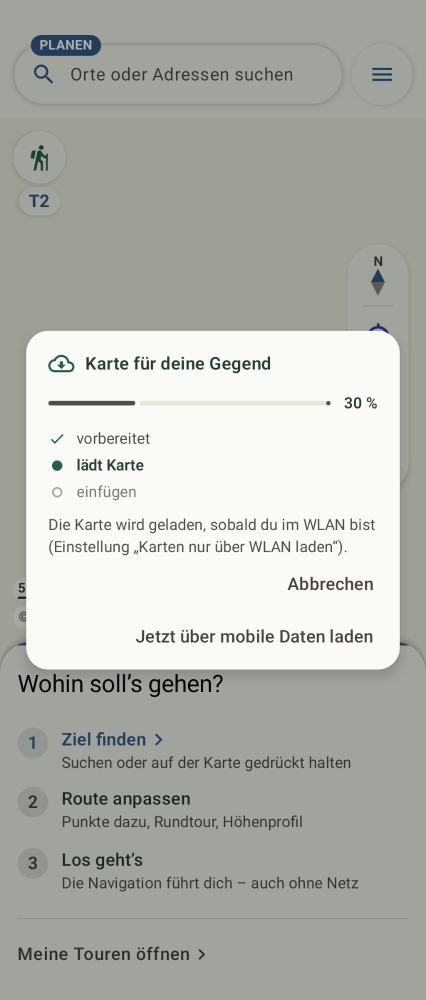 PLANEN
Orte oder Adressen suchen
T2
N
Karte für deine Gegend
30 %
vorbereitet
lädt Karte
einfügen
Die Karte wird geladen, sobald du im WLAN bist
(Einstellung „Karten nur über WLAN laden“).
Abbrechen
Jetzt über mobile Daten laden
5
©
Wohin soll’s gehen?
1 Ziel finden
Suchen oder auf der Karte gedrückt halten
2 Route anpassen
Punkte dazu, Rundtour, Höhenprofil
3 Los geht’s
Die Navigation führt dich – auch ohne Netz
Meine Touren öffnen